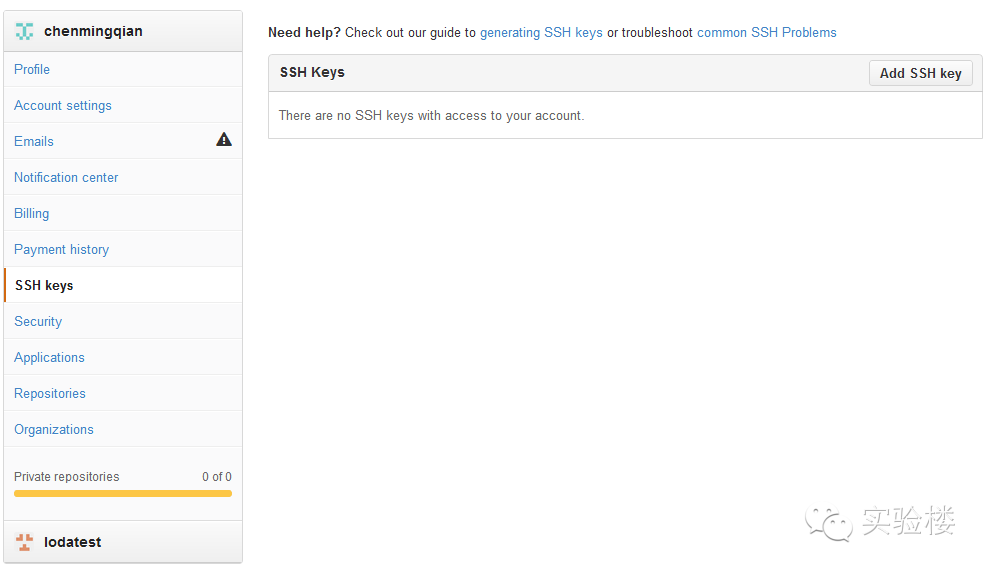 chenmingqian
Profile
Account settings
Emails
Notification center
Billing
Payment history
SSH keys
Security
Applications
Repositories
Organizations
Private repositories 0 of 0
lodatest
Need help? Check out our guide to generating SSH keys or troubleshoot common SSH Problems
SSH Keys Add SSH key
There are no SSH keys with access to your account.
实验楼